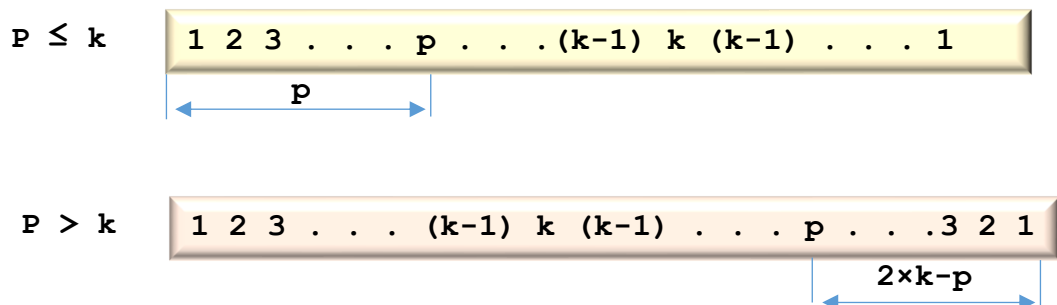 P ≤ k
1 2 3 . . . p . . .(k-1) k (k-1) . . . 1
p
P > k
1 2 3 . . . (k-1) k (k-1) . . . p . . .3 2 1
2×k-p